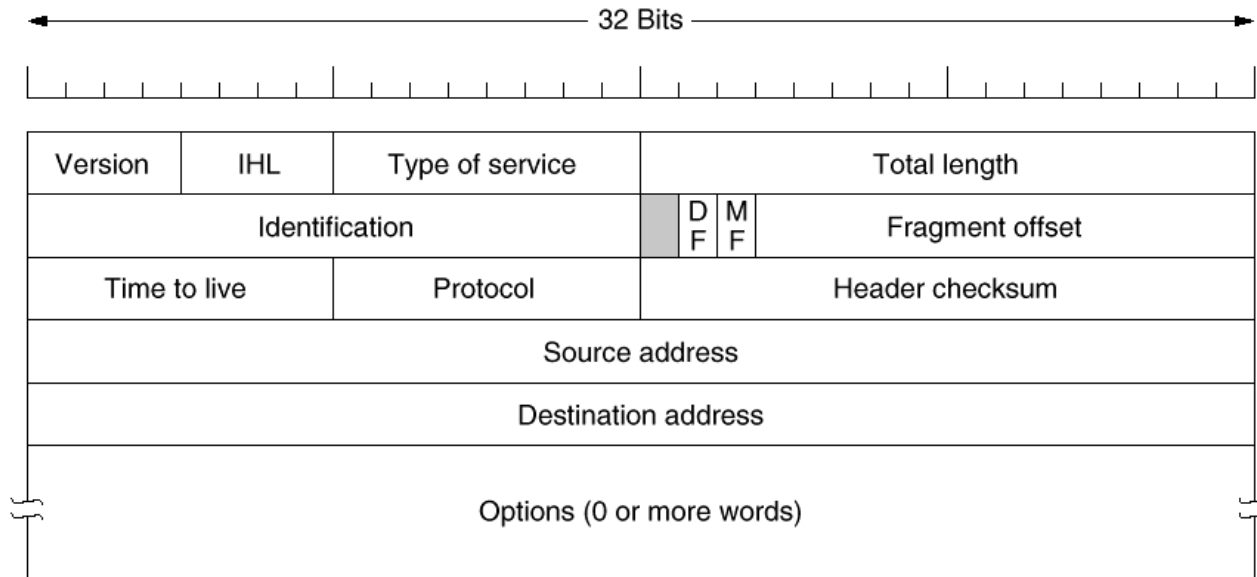 32 Bits
Version IHL Type of service Total length
Identification D F M F Fragment offset
Time to live Protocol Header checksum
Source address
Destination address
Options (0 or more words)